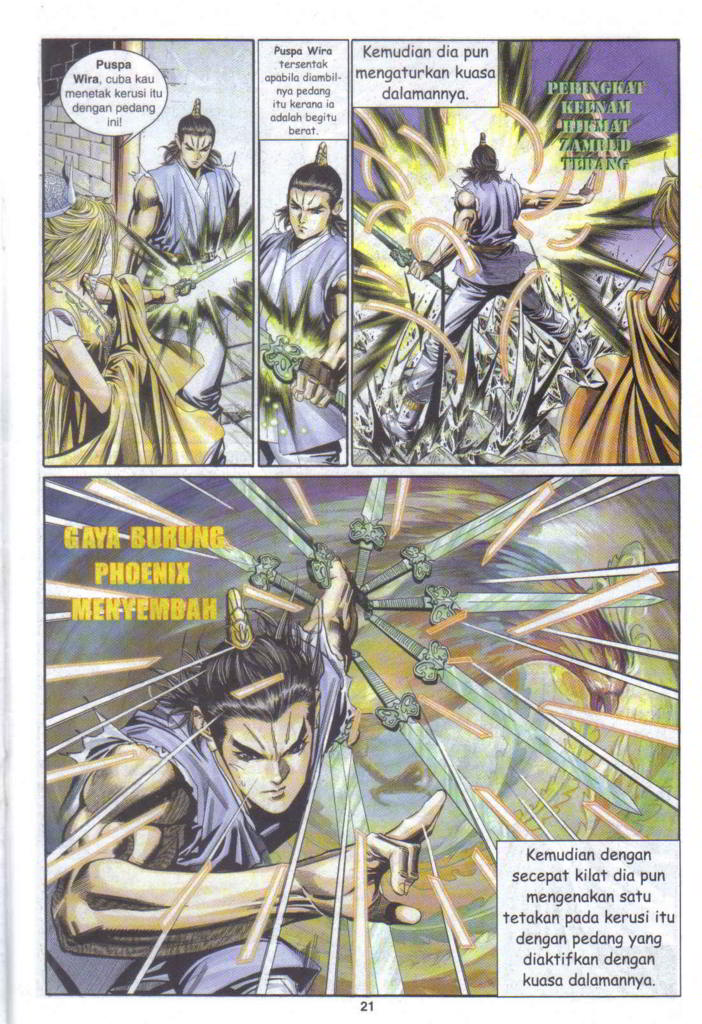 Puspa
Wira, cuba kau
menetak kerusi itu
dengan pedang
ini!
Puspa Wira
tersentak
apabila diambil-
nya pedang
itu kerana ia
adalah begitu
berat.
Kemudian dia pun
mengaturkan kuasa
dalamannya.
PERINGKAT
KEENAM
HIKMAT
ZAMRUD
TERANG
GAYA BURUNG
PHOENIX
MENYEMBAH
Kemudian dengan
secepat kilat dia pun
mengenakan satu
tetakan pada kerusi itu
dengan pedang yang
diaktifkan dengan
kuasa dalamannya.
21